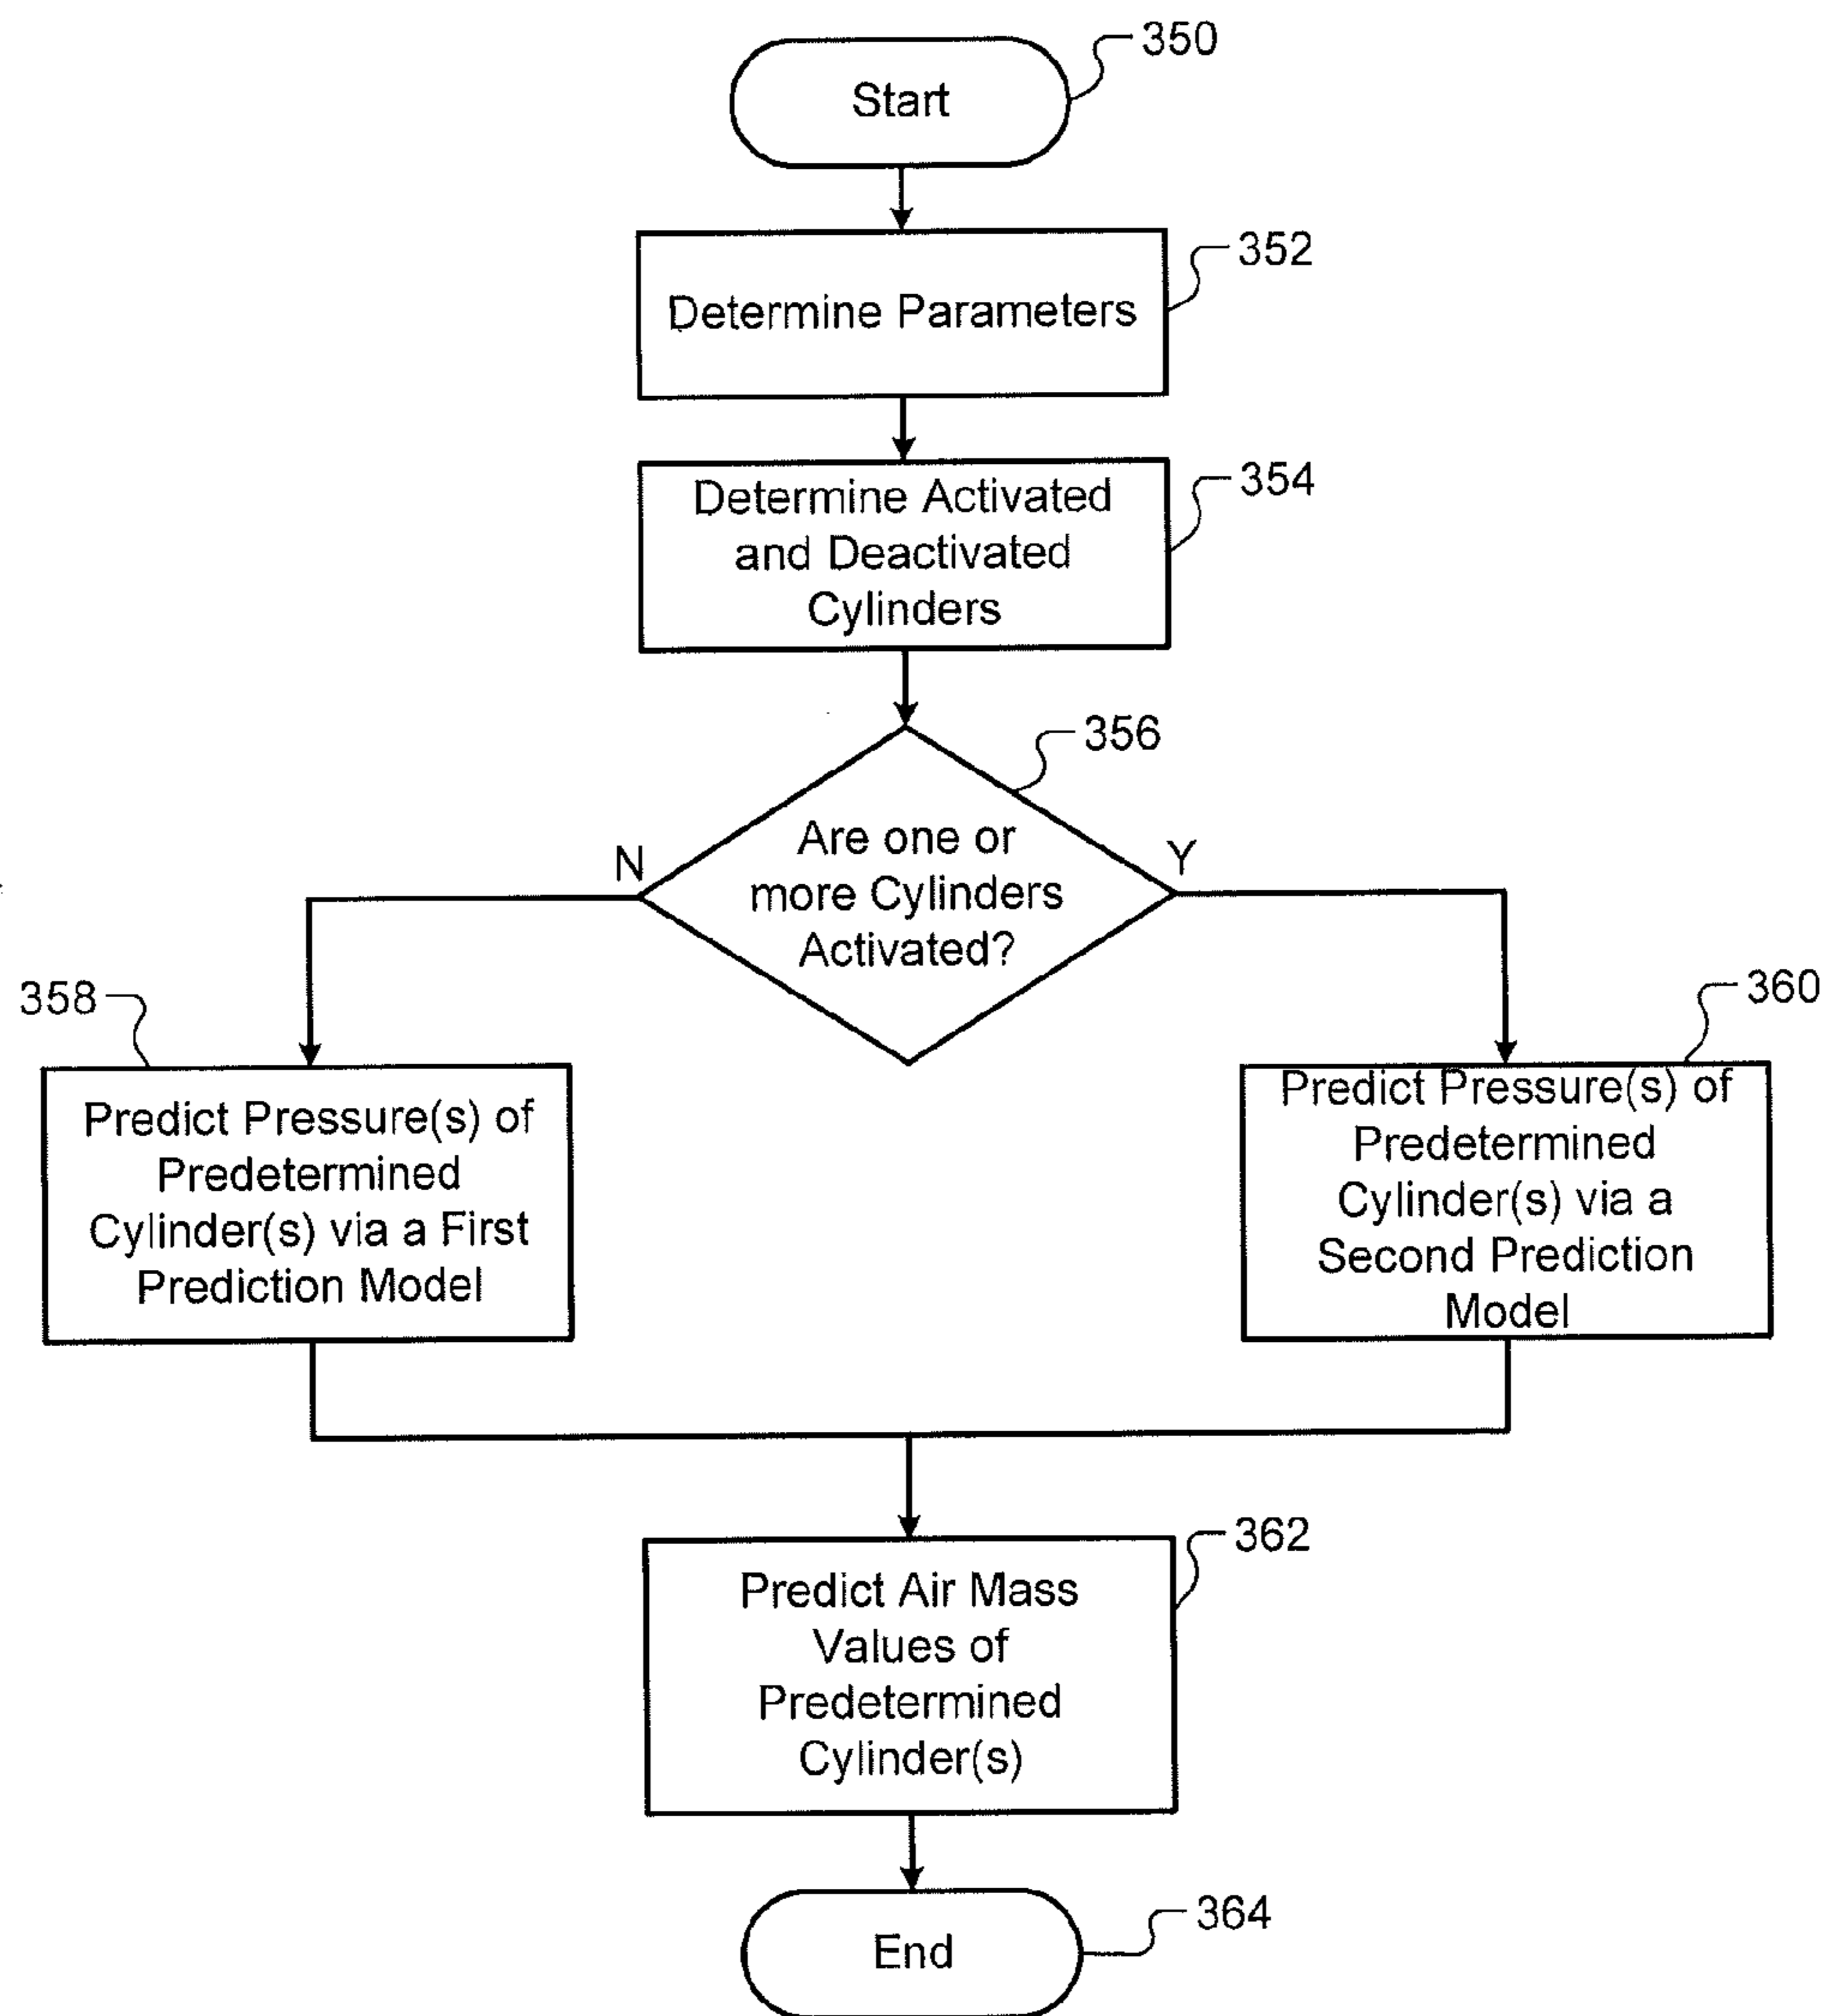 350
Start
352
Determine Parameters
354
Determine Activated
and Deactivated
Cylinders
356
Are one or
more Cylinders
Activated?
N
Y
358
Predict Pressure(s) of
Predetermined
Cylinder(s) via a First
Prediction Model
360
Predict Pressure(s) of
Predetermined
Cylinder(s) via a
Second Prediction
Model
362
Predict Air Mass
Values of
Predetermined
Cylinder(s)
364
End